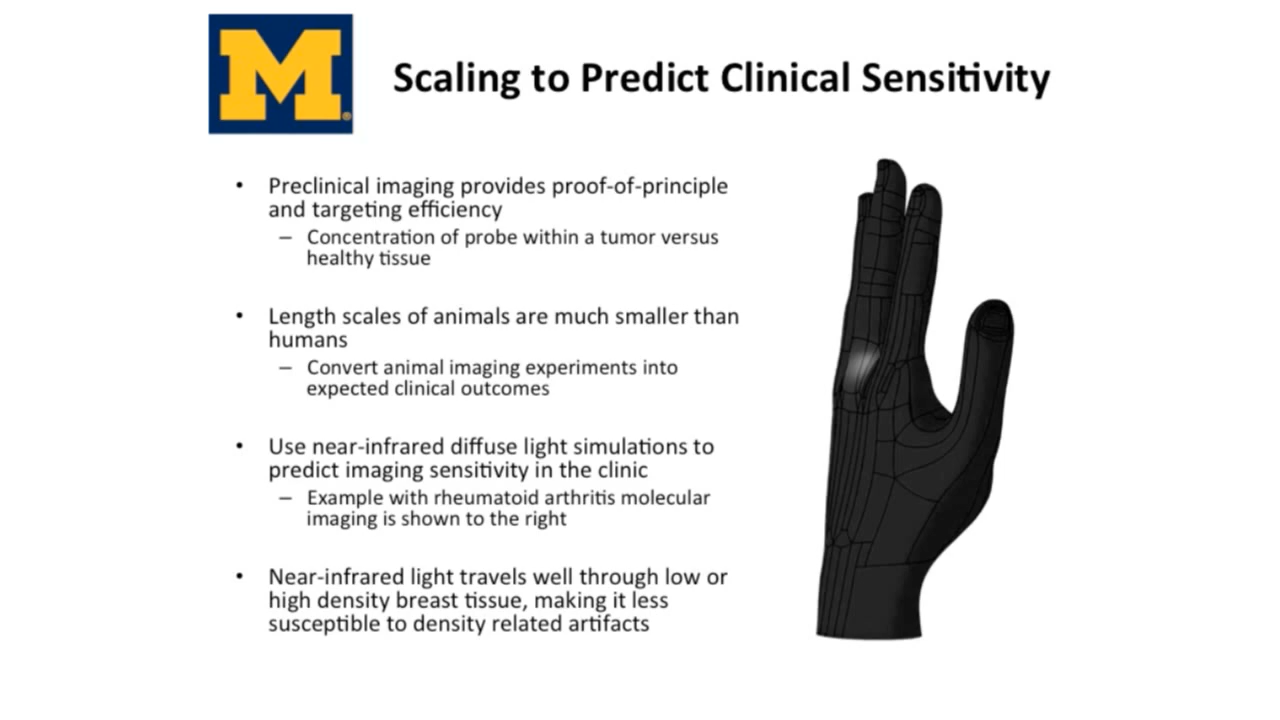 M
Scaling to Predict Clinical Sensitivity
• Preclinical imaging provides proof-of-principle
and targeting efficiency
– Concentration of probe within a tumor versus
healthy tissue
• Length scales of animals are much smaller than
humans
– Convert animal imaging experiments into
expected clinical outcomes
• Use near-infrared diffuse light simulations to
predict imaging sensitivity in the clinic
– Example with rheumatoid arthritis molecular
imaging is shown to the right
• Near-infrared light travels well through low or
high density breast tissue, making it less
susceptible to density related artifacts